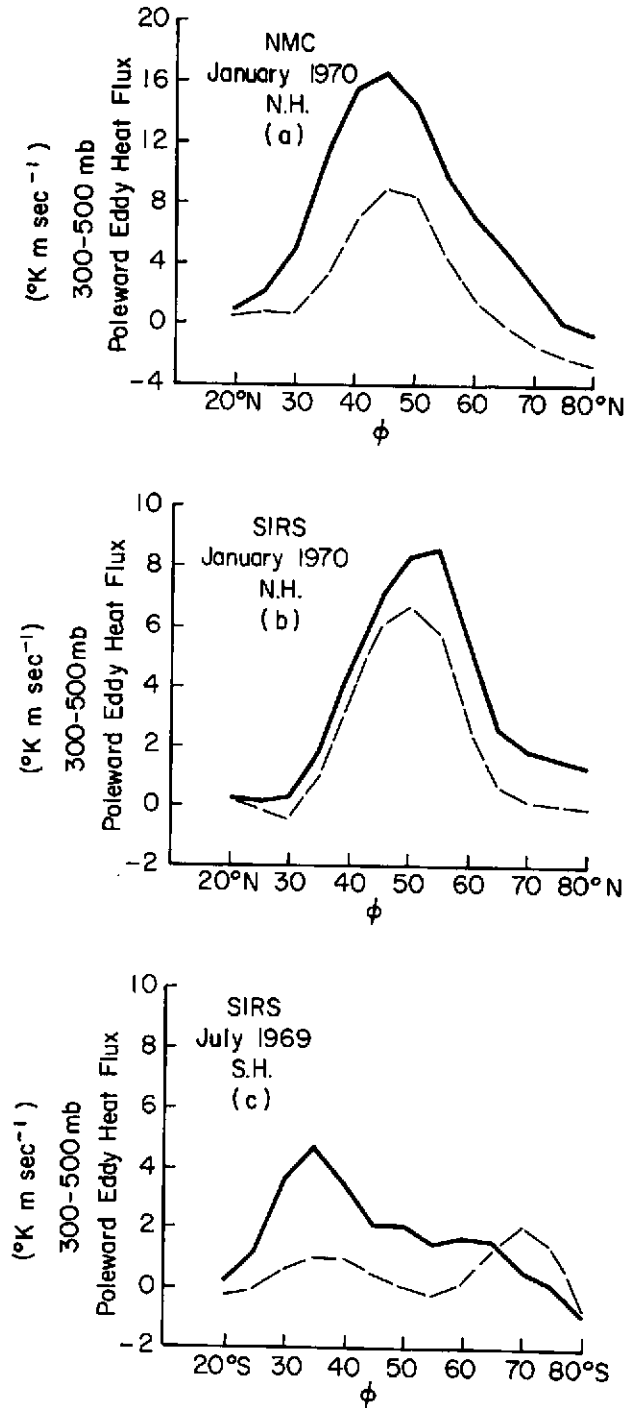 NMC
January 1970
N.H.
(a)
(°K m sec⁻¹)
300-500 mb
Poleward Eddy Heat Flux
20
16
12
8
4
0
-4
20°N 30 40 50 60 70 80°N
ϕ
SIRS
January 1970
N.H.
(b)
(°K m sec⁻¹)
300-500mb
Poleward Eddy Heat Flux
10
8
6
4
2
0
-2
20°N 30 40 50 60 70 80°N
ϕ
SIRS
July 1969
S.H.
(c)
(°K m sec⁻¹)
300-500mb
Poleward Eddy Heat Flux
10
8
6
4
2
0
-2
20°S 30 40 50 60 70 80°S
ϕ